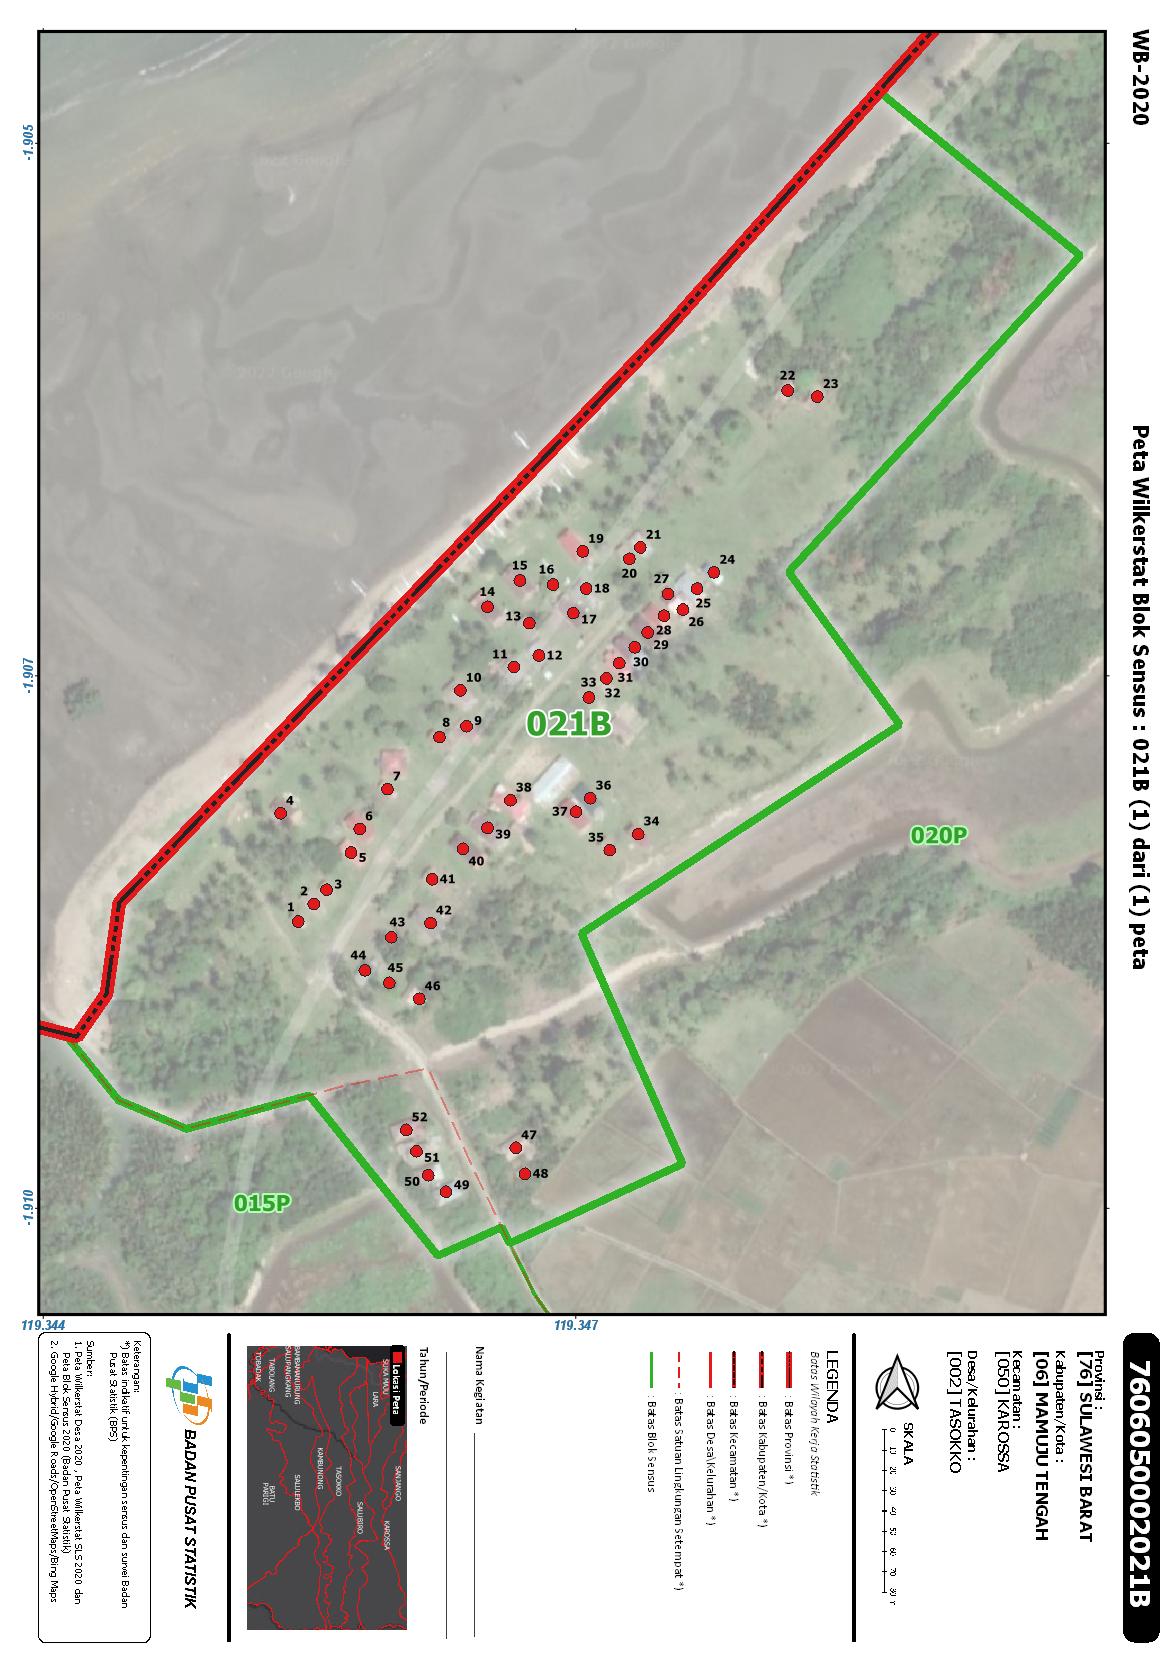 WB-2020
Peta Wilkerstat Blok Sensus : 021B (1) dari (1) peta
-1.905
-1.907
-1.910
119.344
119.347
22
23
19
21
20
24
15
16
18
27
25
14
13
17
26
28
11
12
29
30
31
10
33
32
8
9
021B
7
38
36
4
37
6
39
34
35
020P
5
40
3
41
2
1
42
43
44
45
46
52
47
51
48
50
49
015P
7606050002021B
Provinsi :
[76] SULAWESI BARAT
Kabupaten/Kota :
[06] MAMUJU TENGAH
Kecamatan :
[050] KAROSSA
Desa/Kelurahan :
[002] TASOKKO
SKALA
0 10 20 30 40 50 60 70 80
LEGENDA
Batas Wilayah Kerja Statistik
: Batas Provinsi *)
: Batas Kabupaten/Kota *)
: Batas Kecamatan *)
: Batas Desa\Kelurahan *)
: Batas Satuan Lingkungan Setempat *)
: Batas Blok Sensus
Nama Kegiatan
Tahun/Periode
Lokasi Peta
SUKA MAJU
LARA
SANJANGO
KAROSSA
SALUBIRO
TASOKKO
KAMBUNONG
SALULEKBO
BATU
PARIGI
TABOLANG
TOBADAK
BADAN PUSAT STATISTIK
Keterangan:
*) Batas indikatif untuk kepentingan sensus dan survei Badan
Pusat Statistik (BPS)
Sumber:
1. Peta Wilkerstat Desa 2020 , Peta Wilkerstat SLS 2020 dan
Peta Blok Sensus 2020 (Badan Pusat Statistik)
2. Google Hybrid/Google Roads/OpenStreetMaps/Bing Maps